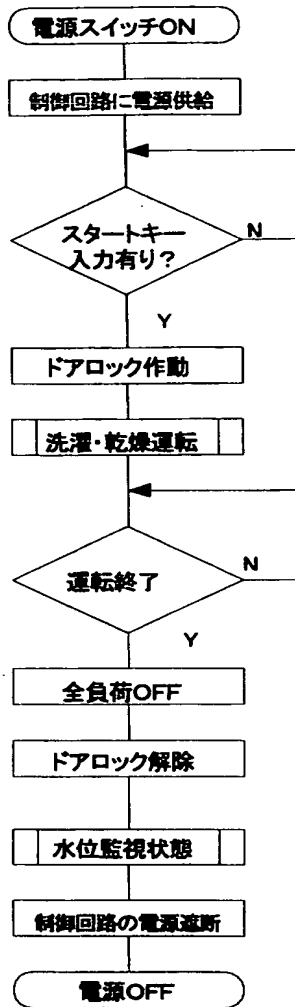 電源スイッチON
制御回路に電源供給
スタートキー
入力有り?
N
Y
ドアロック作動
洗濯・乾燥運転
運転終了
N
Y
全負荷OFF
ドアロック解除
水位監視状態
制御回路の電源遮断
電源OFF